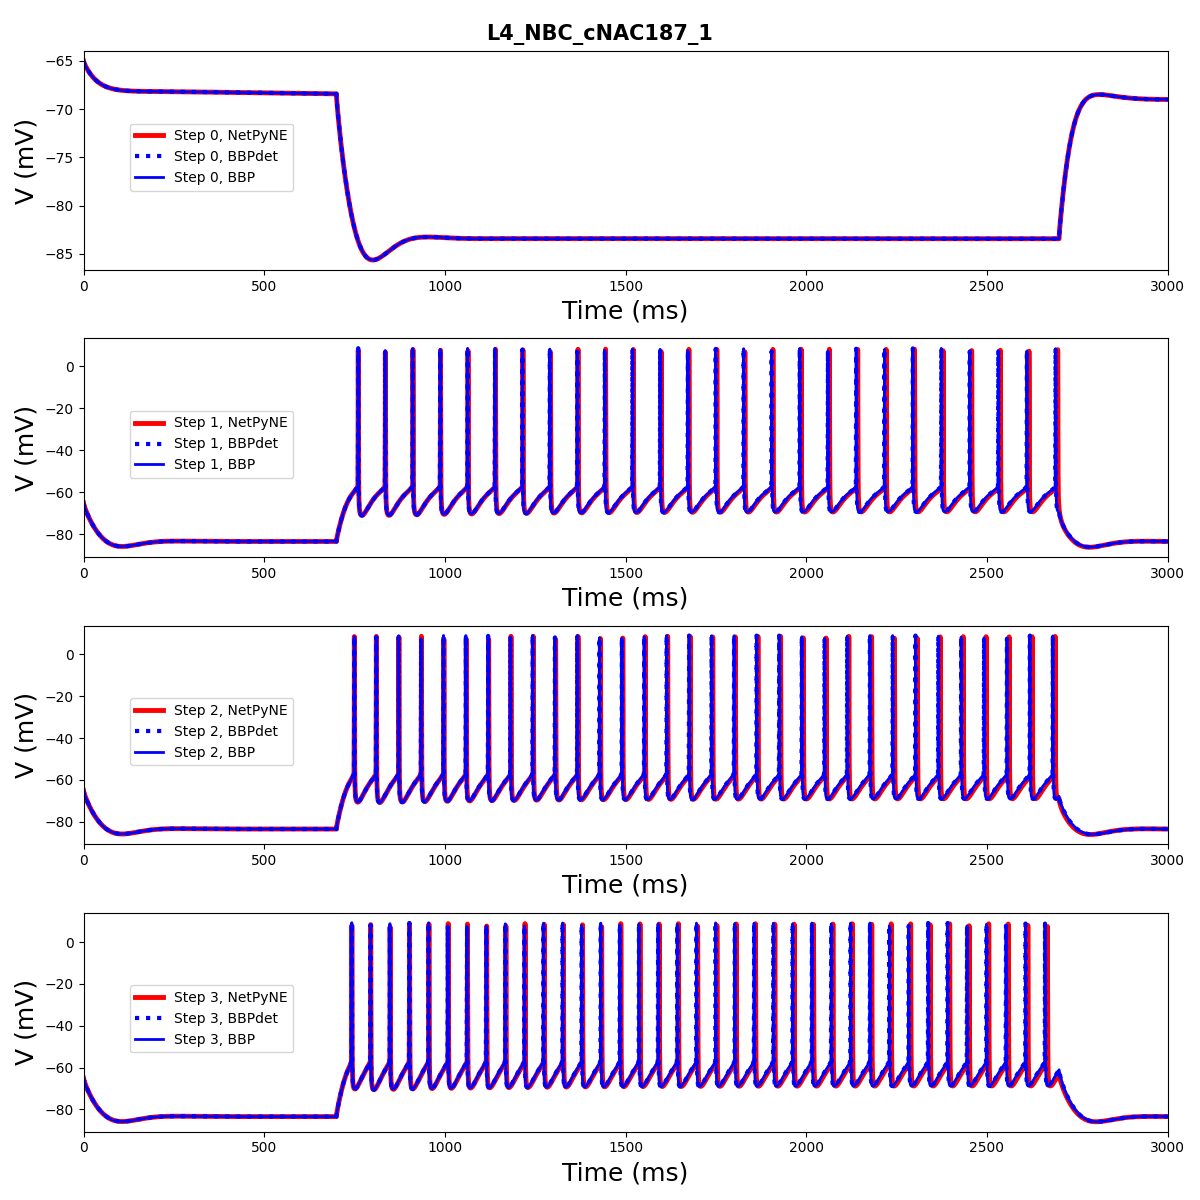 L4_NBC_cNAC187_1
V (mV)
−65
−70
−75
−80
−85
Step 0, NetPyNE
Step 0, BBPdet
Step 0, BBP
0 500 1000 1500 2000 2500 3000
Time (ms)
V (mV)
0
−20
−40
−60
−80
Step 1, NetPyNE
Step 1, BBPdet
Step 1, BBP
0 500 1000 1500 2000 2500 3000
Time (ms)
V (mV)
0
−20
−40
−60
−80
Step 2, NetPyNE
Step 2, BBPdet
Step 2, BBP
0 500 1000 1500 2000 2500 3000
Time (ms)
V (mV)
0
−20
−40
−60
−80
Step 3, NetPyNE
Step 3, BBPdet
Step 3, BBP
0 500 1000 1500 2000 2500 3000
Time (ms)